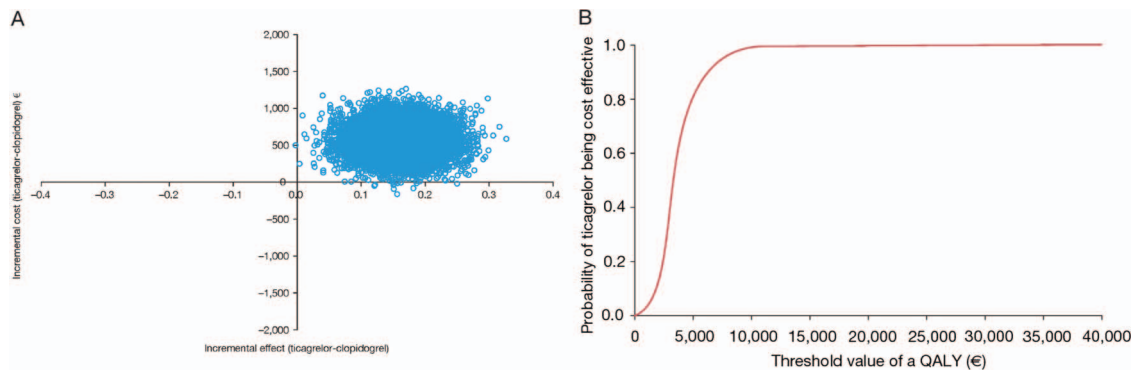 A
2,000
1,500
1,000
500
0
−500
−1,000
−1,500
−2,000
−0.4 −0.3 −0.2 −0.1 0.0 0.1 0.2 0.3 0.4
Incremental cost (ticagrelor-clopidogrel) €
Incremental effect (ticagrelor-clopidogrel)
B
1.0
0.8
0.6
0.4
0.2
0.0
0 5,000 10,000 15,000 20,000 25,000 30,000 35,000 40,000
Probability of ticagrelor being cost effective
Threshold value of a QALY (€)